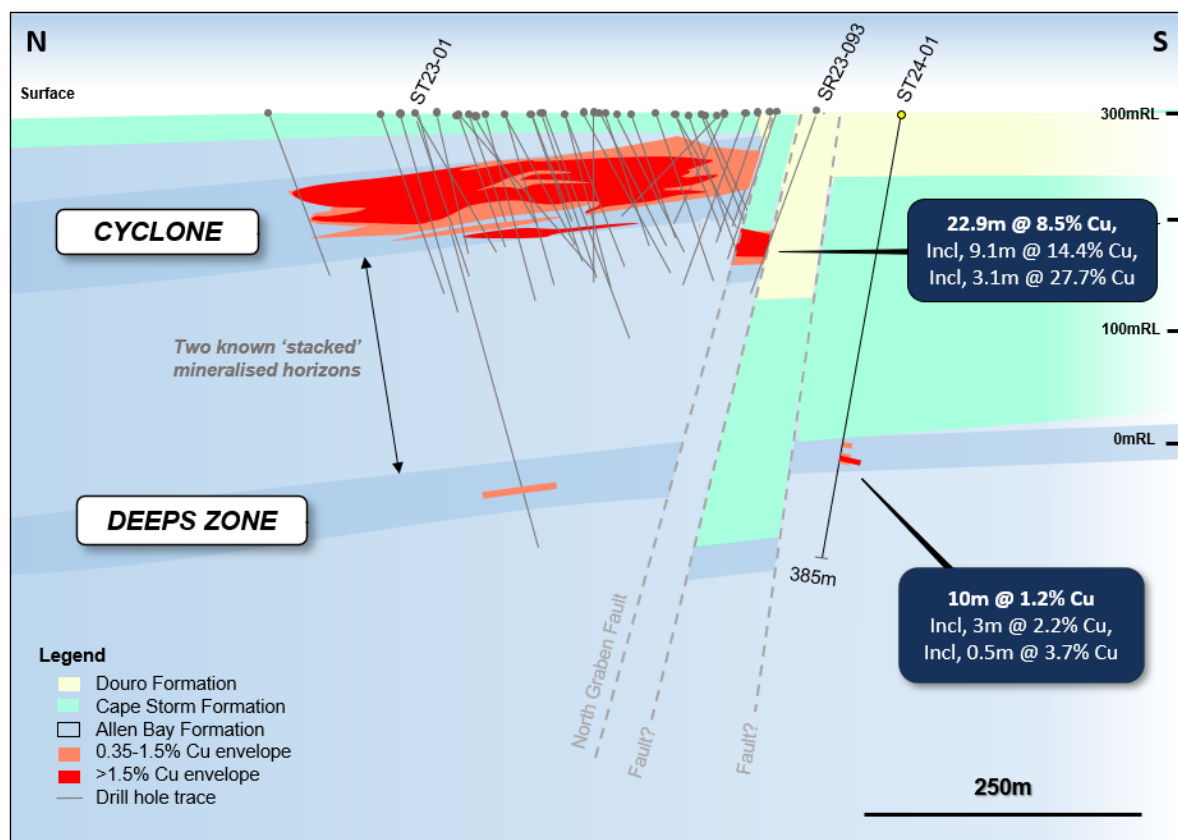 N
S
ST23-01
SR23-093
ST24-01
Surface
300mRL
CYCLONE
22.9m @ 8.5% Cu,
Incl, 9.1m @ 14.4% Cu,
Incl, 3.1m @ 27.7% Cu
100mRL
Two known ‘stacked’
mineralised horizons
0mRL
DEEPS ZONE
385m
10m @ 1.2% Cu
Incl, 3m @ 2.2% Cu,
Incl, 0.5m @ 3.7% Cu
North Graben Fault
Fault?
Fault?
Legend
Douro Formation
Cape Storm Formation
Allen Bay Formation
0.35-1.5% Cu envelope
>1.5% Cu envelope
Drill hole trace
250m